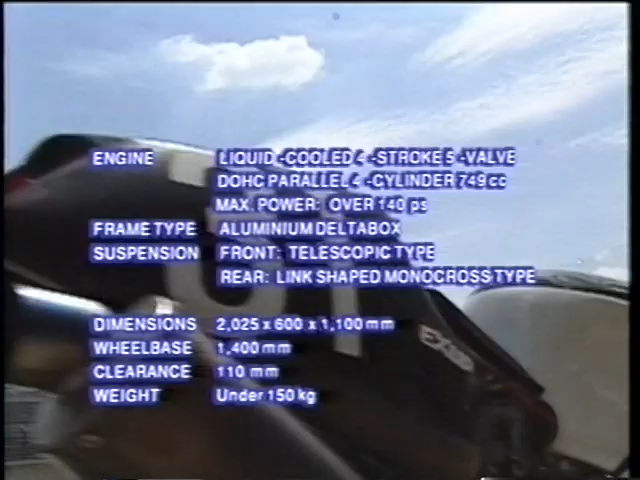 ENGINE LIQUID-COOLED 4-STROKE 5-VALVE
DOHC PARALLEL 4-CYLINDER 749 cc
MAX. POWER: OVER 140 ps
FRAME TYPE ALUMINIUM DELTABOX
SUSPENSION FRONT: TELESCOPIC TYPE
REAR: LINK SHAPED MONOCROSS TYPE
DIMENSIONS 2,025 x 600 x 1,100 mm
WHEELBASE 1,400 mm
CLEARANCE 110 mm
WEIGHT Under 150 kg